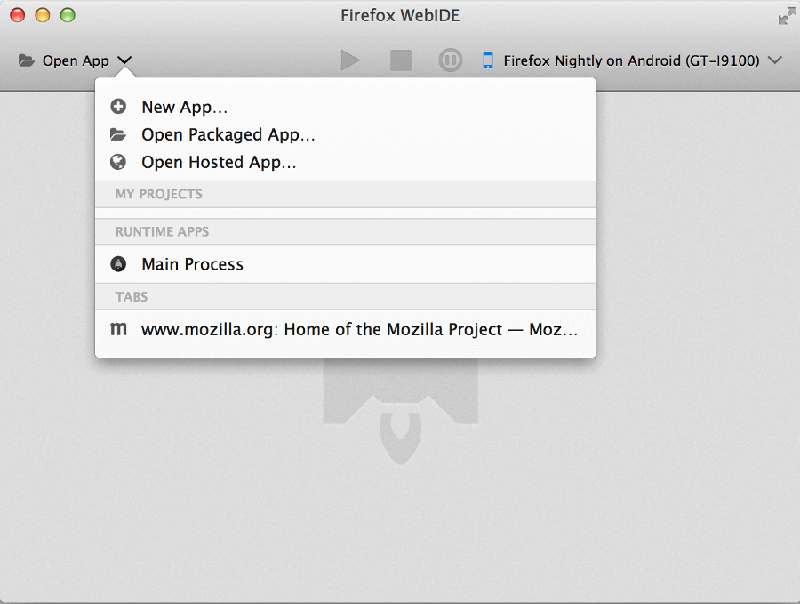 Firefox WebIDE
Open App
Firefox Nightly on Android (GT-I9100)
New App...
Open Packaged App...
Open Hosted App...
MY PROJECTS
RUNTIME APPS
Main Process
TABS
m www.mozilla.org: Home of the Mozilla Project — Moz...